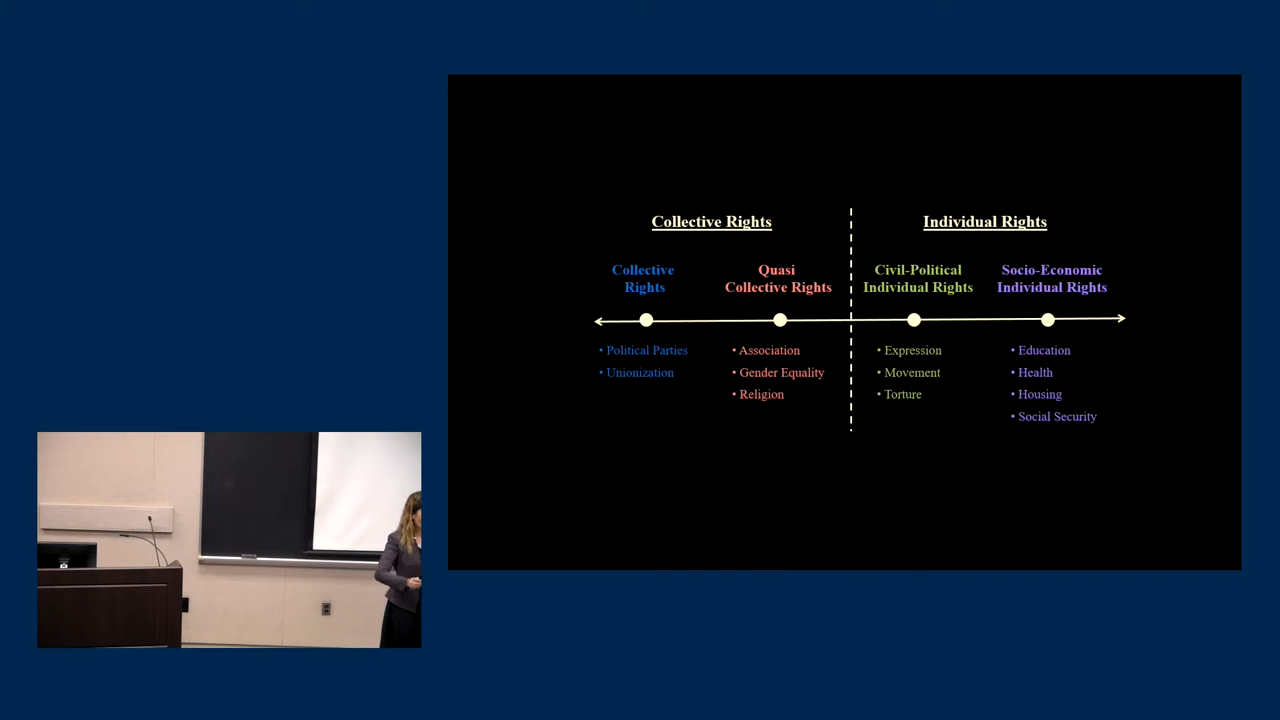 Collective Rights
Individual Rights
Collective
Rights
Quasi
Collective Rights
Civil-Political
Individual Rights
Socio-Economic
Individual Rights
• Political Parties
• Unionization
• Association
• Gender Equality
• Religion
• Expression
• Movement
• Torture
• Education
• Health
• Housing
• Social Security